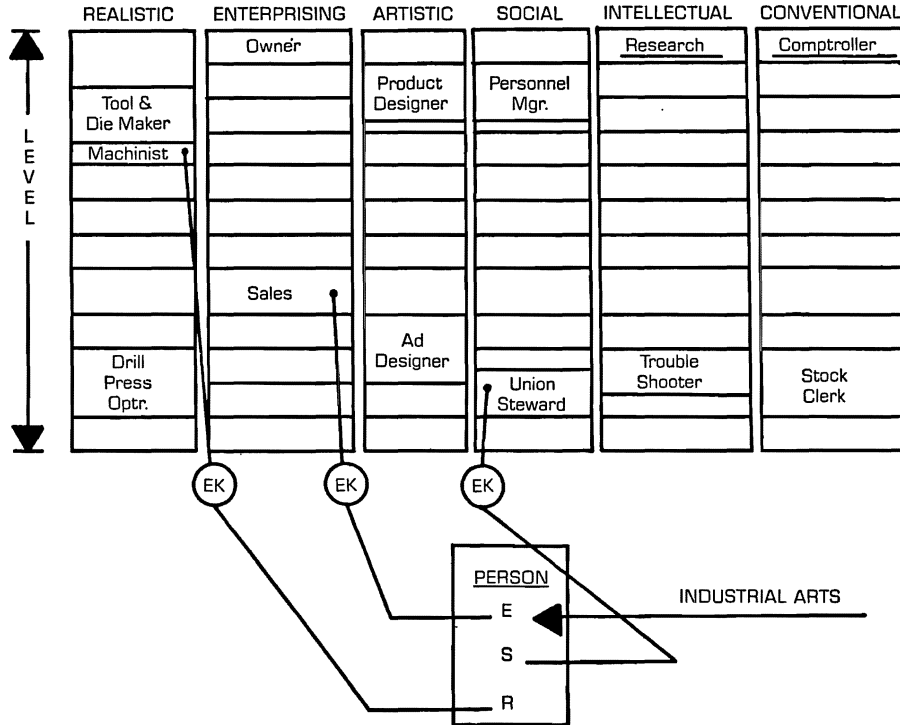 REALISTIC ENTERPRISING ARTISTIC SOCIAL INTELLECTUAL CONVENTIONAL
LEVEL
Owner
Research
Comptroller
Product
Designer
Personnel
Mgr.
Tool &
Die Maker
Machinist
Sales
Ad
Designer
Drill
Press
Optr.
Union
Steward
Trouble
Shooter
Stock
Clerk
EK EK EK
PERSON
E
INDUSTRIAL ARTS
S
R